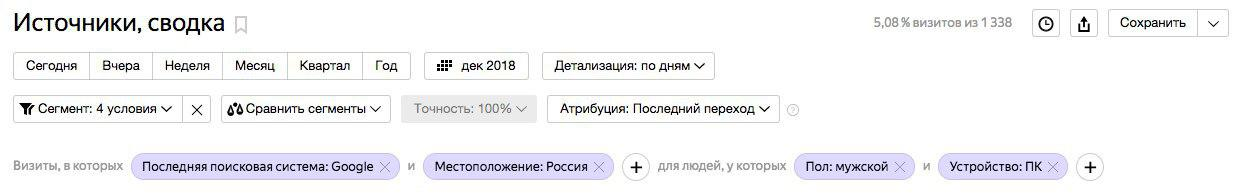 Источники, сводка 5,08 % визитов из 1 338 Сохранить
Сегодня Вчера Неделя Месяц Квартал Год дек 2018 Детализация: по дням
Сегмент: 4 условия Сравнить сегменты Точность: 100% Атрибуция: Последний переход ?
Визиты, в которых Последняя поисковая система: Google и Местоположение: Россия + для людей, у которых Пол: мужской и Устройство: ПК +